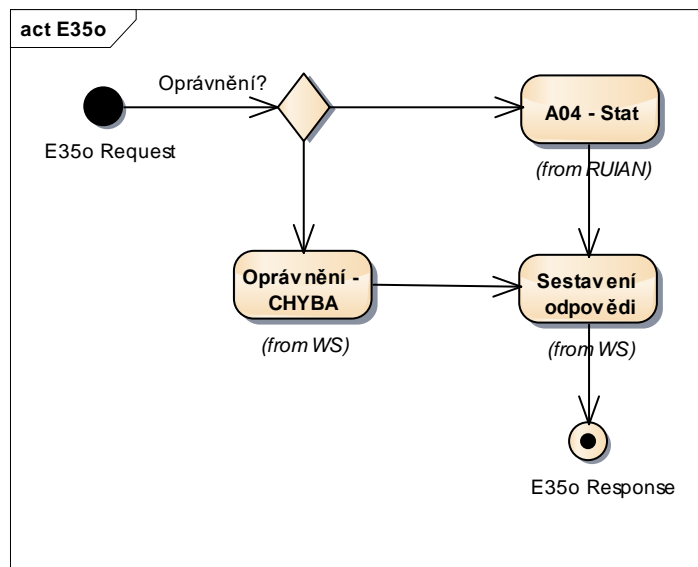 act E35o
Oprávnění?
E35o Request
A04 - Stat
(from RUIAN)
Oprávnění -
CHYBA
(from WS)
Sestavení
odpovědi
(from WS)
E35o Response